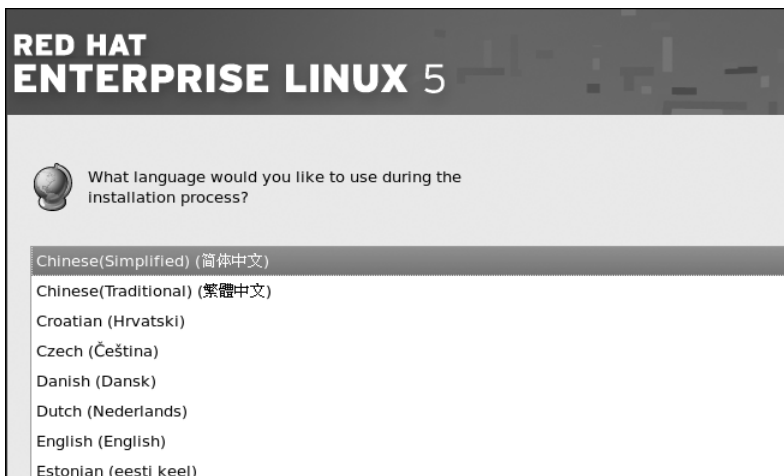 RED HAT
ENTERPRISE LINUX 5
What language would you like to use during the
installation process?
Chinese(Simplified) (简体中文)
Chinese(Traditional) (繁體中文)
Croatian (Hrvatski)
Czech (Čeština)
Danish (Dansk)
Dutch (Nederlands)
English (English)
Estonian (eesti keel)